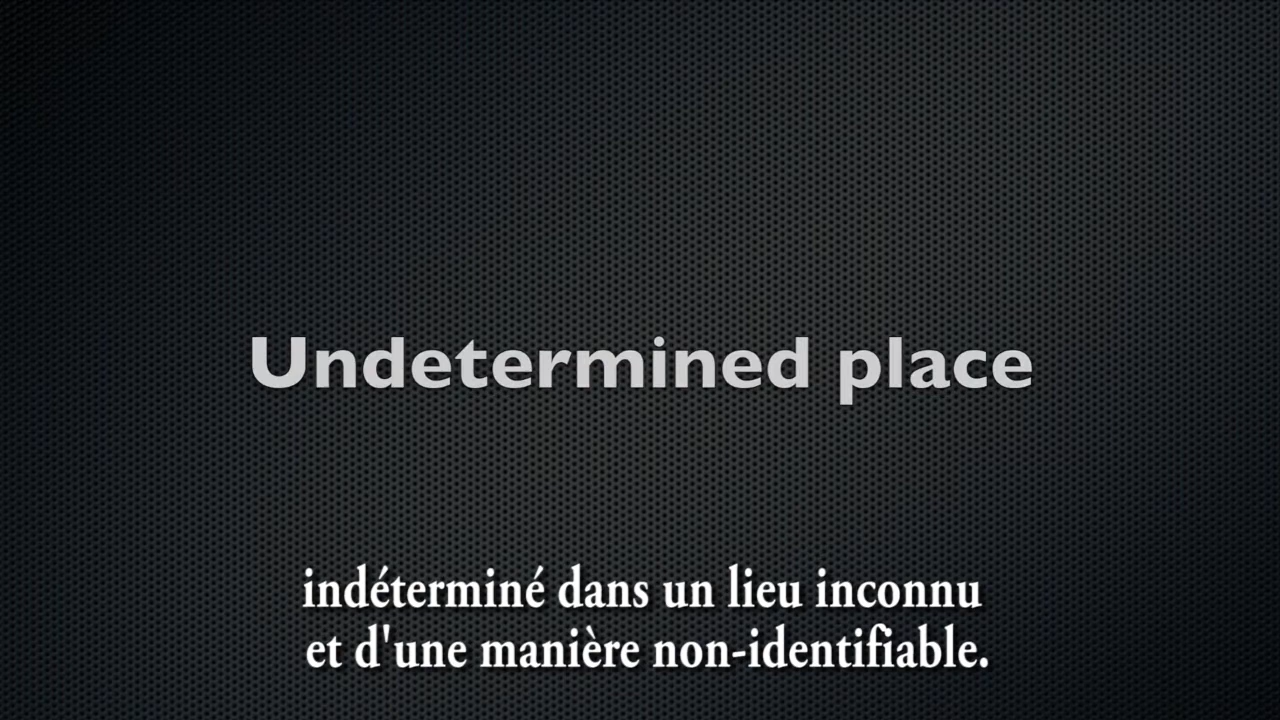 Undetermined place
indéterminé dans un lieu inconnu
et d'une manière non-identifiable.